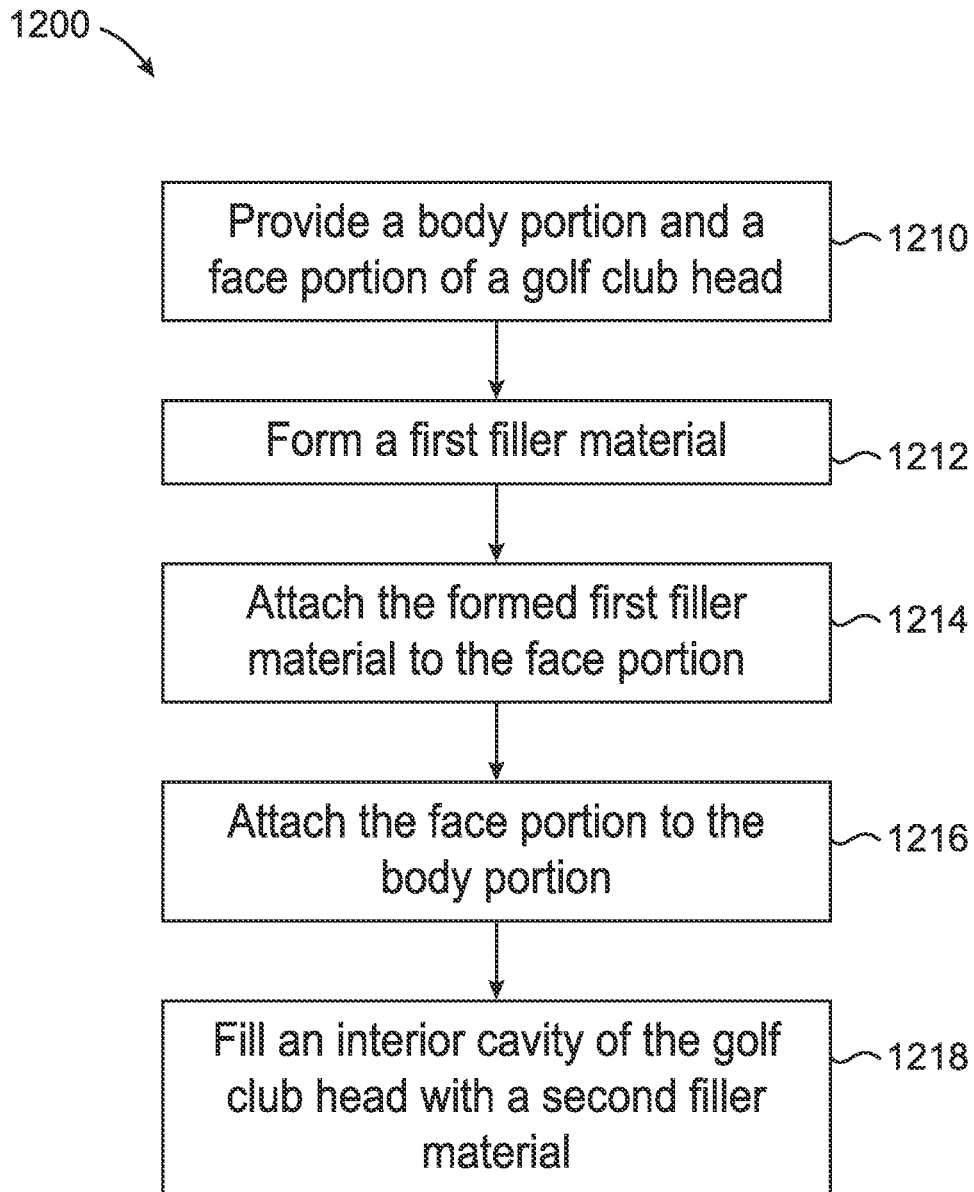 1200
Provide a body portion and a
face portion of a golf club head
1210
Form a first filler material
1212
Attach the formed first filler
material to the face portion
1214
Attach the face portion to the
body portion
1216
Fill an interior cavity of the golf
club head with a second filler
material
1218